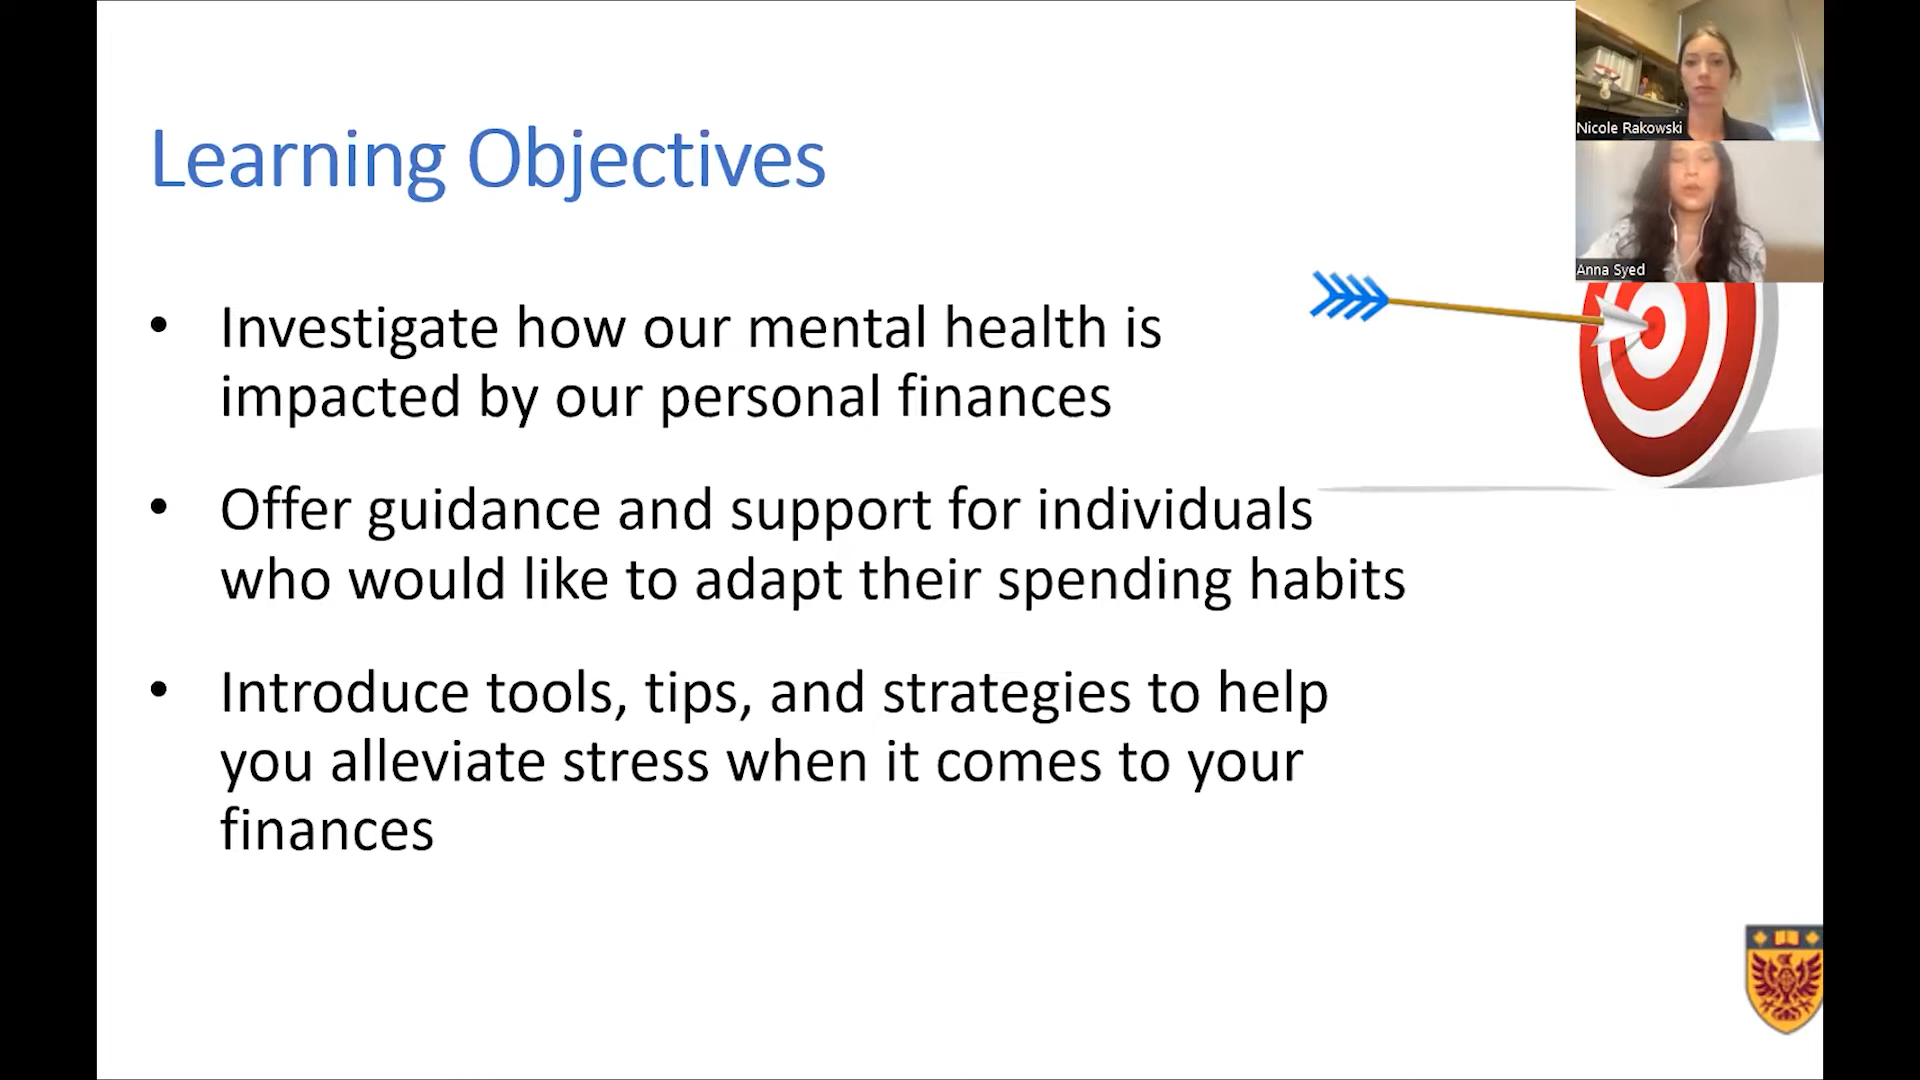 Learning Objectives
• Investigate how our mental health is
impacted by our personal finances
• Offer guidance and support for individuals
who would like to adapt their spending habits
• Introduce tools, tips, and strategies to help
you alleviate stress when it comes to your
finances
Nicole Rakowski
Anna Syed